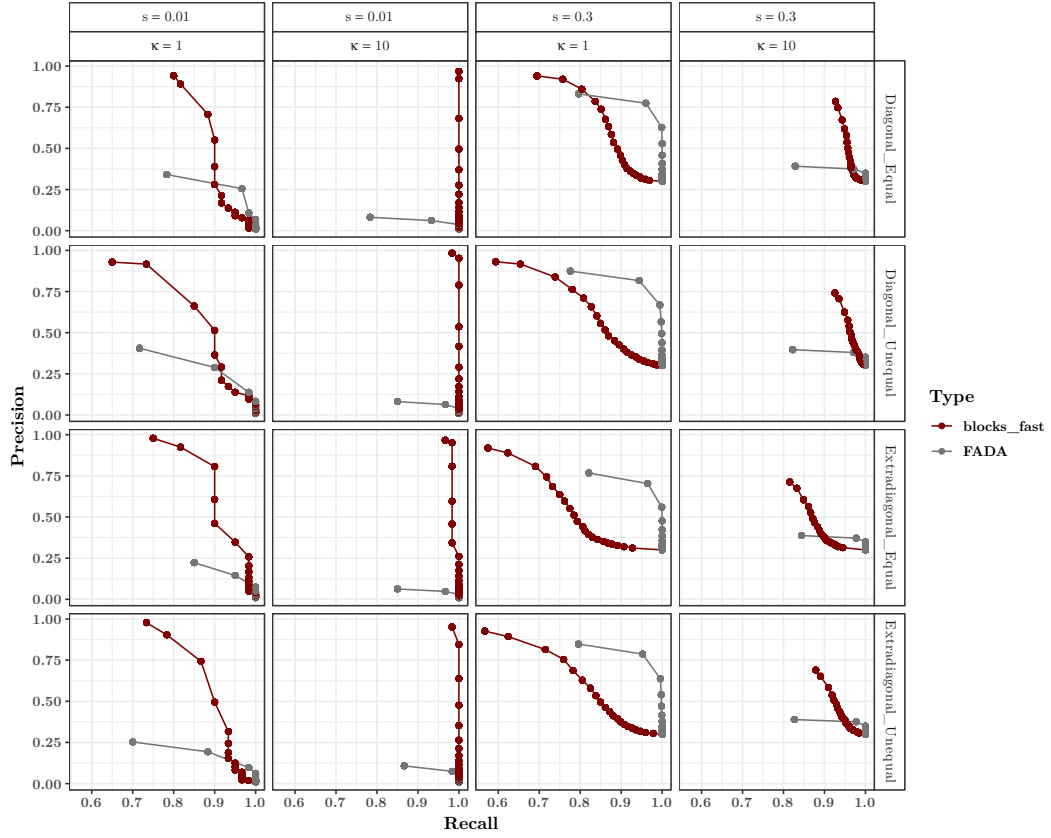 s = 0.01 s = 0.01 s = 0.3 s = 0.3
κ = 1 κ = 10 κ = 1 κ = 10
1.00
0.75
0.50
0.25
0.00
Diagonal_Equal
1.00
0.75
0.50
0.25
0.00
Diagonal_Unequal
1.00
0.75
0.50
0.25
0.00
Extradiagonal_Equal
1.00
0.75
0.50
0.25
0.00
Extradiagonal_Unequal
0.6 0.7 0.8 0.9 1.0 0.6 0.7 0.8 0.9 1.0 0.6 0.7 0.8 0.9 1.0 0.6 0.7 0.8 0.9 1.0
Recall
Precision
Type
blocks_fast
FADA